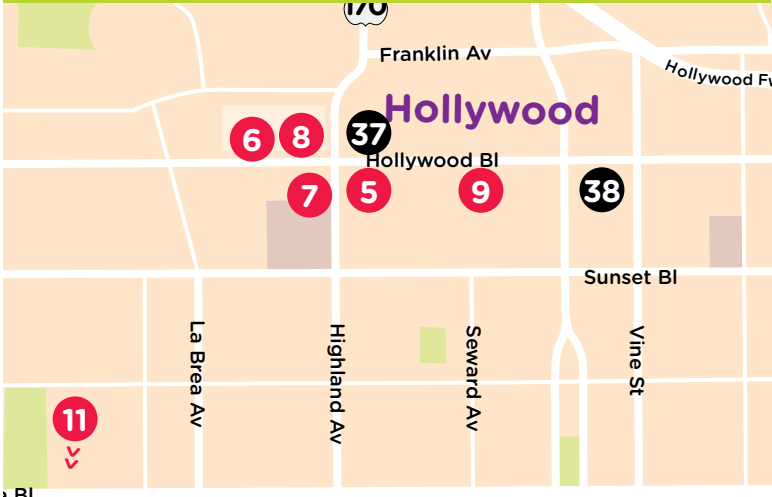 170
Franklin Av
Hollywood Fw
Hollywood
6
8
37
Hollywood Bl
7
5
9
38
Sunset Bl
La Brea Av
Highland Av
Seward Av
Vine St
11
Bl